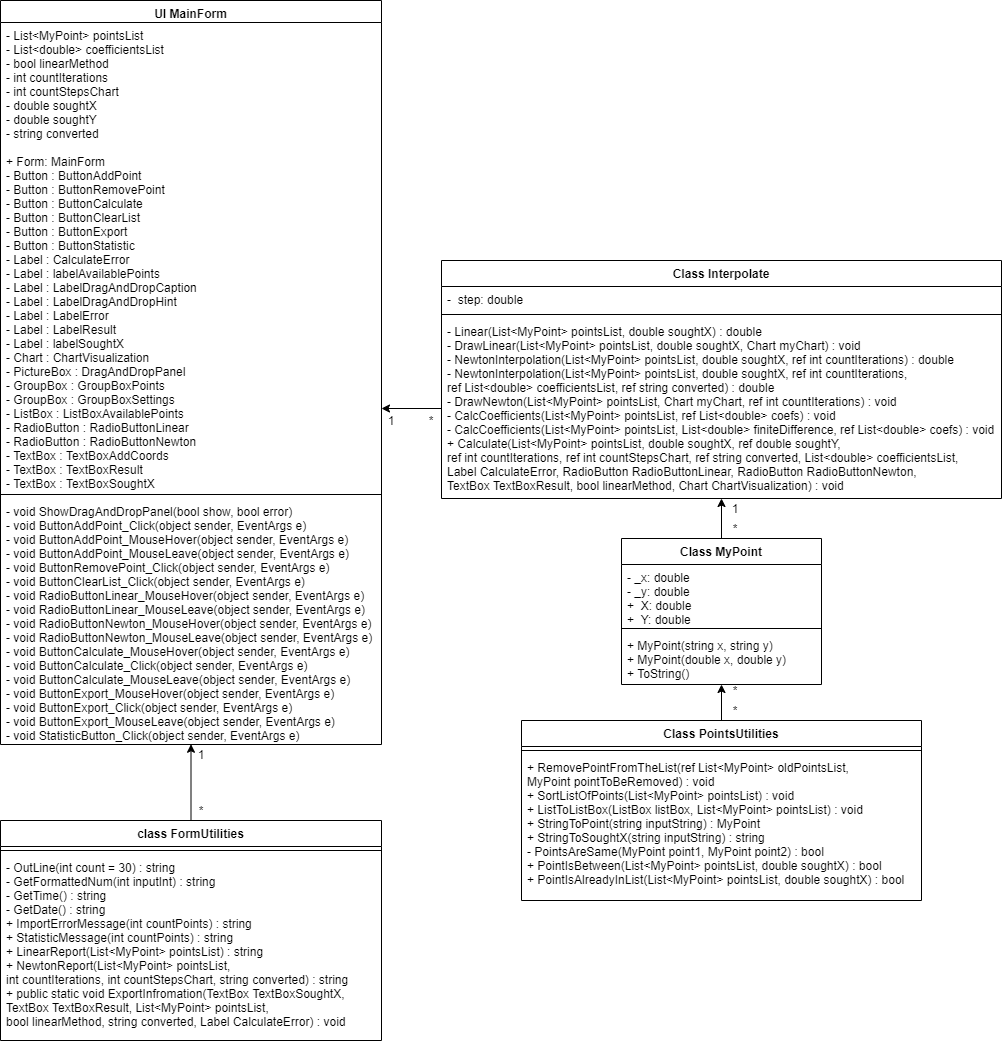 UI MainForm
- List<MyPoint> pointsList
- List<double> coefficientsList
- bool linearMethod
- int countIterations
- int countStepsChart
- double soughtX
- double soughtY
- string converted
+ Form: MainForm
- Button : ButtonAddPoint
- Button : ButtonRemovePoint
- Button : ButtonCalculate
- Button : ButtonClearList
- Button : ButtonExport
- Button : ButtonStatistic
- Label : CalculateError
- Label : labelAvailablePoints
- Label : LabelDragAndDropCaption
- Label : LabelDragAndDropHint
- Label : LabelError
- Label : LabelResult
- Label : labelSoughtX
- Chart : ChartVisualization
- PictureBox : DragAndDropPanel
- GroupBox : GroupBoxPoints
- GroupBox : GroupBoxSettings
- ListBox : ListBoxAvailablePoints
- RadioButton : RadioButtonLinear
- RadioButton : RadioButtonNewton
- TextBox : TextBoxAddCoords
- TextBox : TextBoxResult
- TextBox : TextBoxSoughtX
- void ShowDragAndDropPanel(bool show, bool error)
- void ButtonAddPoint_Click(object sender, EventArgs e)
- void ButtonAddPoint_MouseHover(object sender, EventArgs e)
- void ButtonAddPoint_MouseLeave(object sender, EventArgs e)
- void ButtonRemovePoint_Click(object sender, EventArgs e)
- void ButtonClearList_Click(object sender, EventArgs e)
- void RadioButtonLinear_MouseHover(object sender, EventArgs e)
- void RadioButtonLinear_MouseLeave(object sender, EventArgs e)
- void RadioButtonNewton_MouseHover(object sender, EventArgs e)
- void RadioButtonNewton_MouseLeave(object sender, EventArgs e)
- void ButtonCalculate_MouseHover(object sender, EventArgs e)
- void ButtonCalculate_Click(object sender, EventArgs e)
- void ButtonCalculate_MouseLeave(object sender, EventArgs e)
- void ButtonExport_MouseHover(object sender, EventArgs e)
- void ButtonExport_Click(object sender, EventArgs e)
- void ButtonExport_MouseLeave(object sender, EventArgs e)
- void StatisticButton_Click(object sender, EventArgs e)
1
*
class FormUtilities
- OutLine(int count = 30) : string
- GetFormattedNum(int inputInt) : string
- GetTime() : string
- GetDate() : string
+ ImportErrorMessage(int countPoints) : string
+ StatisticMessage(int countPoints) : string
+ LinearReport(List<MyPoint> pointsList) : string
+ NewtonReport(List<MyPoint> pointsList,
int countIterations, int countStepsChart, string converted) : string
+ public static void ExportInfromation(TextBox TextBoxSoughtX,
TextBox TextBoxResult, List<MyPoint> pointsList,
bool linearMethod, string converted, Label CalculateError) : void
1
*
Class Interpolate
- step: double
- Linear(List<MyPoint> pointsList, double soughtX) : double
- DrawLinear(List<MyPoint> pointsList, double soughtX, Chart myChart) : void
- NewtonInterpolation(List<MyPoint> pointsList, double soughtX, ref int countIterations) : double
- NewtonInterpolation(List<MyPoint> pointsList, double soughtX, ref int countIterations,
ref List<double> coefficientsList, ref string converted) : double
- DrawNewton(List<MyPoint> pointsList, Chart myChart, ref int countIterations) : void
- CalcCoefficients(List<MyPoint> pointsList, ref List<double> coefs) : void
- CalcCoefficients(List<MyPoint> pointsList, List<double> finiteDifference, ref List<double> coefs) : void
+ Calculate(List<MyPoint> pointsList, double soughtX, ref double soughtY,
ref int countIterations, ref int countStepsChart, ref string converted, List<double> coefficientsList,
Label CalculateError, RadioButton RadioButtonLinear, RadioButton RadioButtonNewton,
TextBox TextBoxResult, bool linearMethod, Chart ChartVisualization) : void
1
*
Class MyPoint
- _x: double
- _y: double
+ X: double
+ Y: double
+ MyPoint(string x, string y)
+ MyPoint(double x, double y)
+ ToString()
*
*
Class PointsUtilities
+ RemovePointFromTheList(ref List<MyPoint> oldPointsList,
MyPoint pointToBeRemoved) : void
+ SortListOfPoints(List<MyPoint> pointsList) : void
+ ListToListBox(ListBox listBox, List<MyPoint> pointsList) : void
+ StringToPoint(string inputString) : MyPoint
+ StringToSoughtX(string inputString) : string
- PointsAreSame(MyPoint point1, MyPoint point2) : bool
+ PointIsBetween(List<MyPoint> pointsList, double soughtX) : bool
+ PointIsAlreadyInList(List<MyPoint> pointsList, double soughtX) : bool